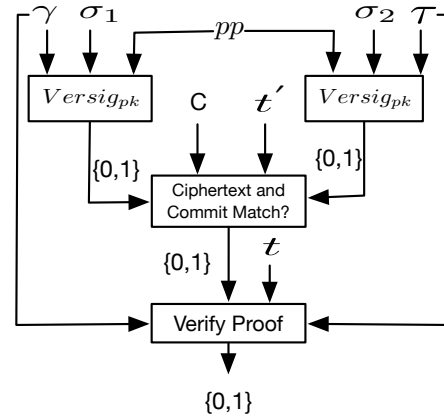 γ σ₁ pp σ₂ τ
Versig_pk Versig_pk
C t′
{0,1} {0,1}
Ciphertext and
Commit Match?
{0,1} t
Verify Proof
{0,1}